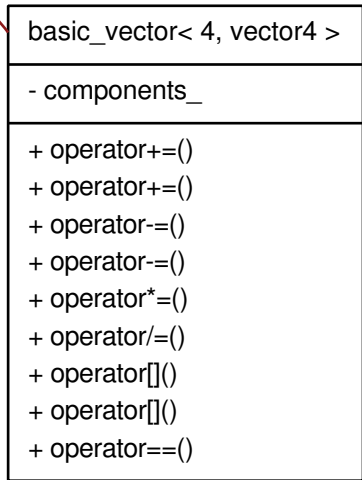 basic_vector< 4, vector4 >
- components_
+ operator+=()
+ operator+=()
+ operator-=()
+ operator-=()
+ operator*=()
+ operator/=()
+ operator[]()
+ operator[]()
+ operator==()